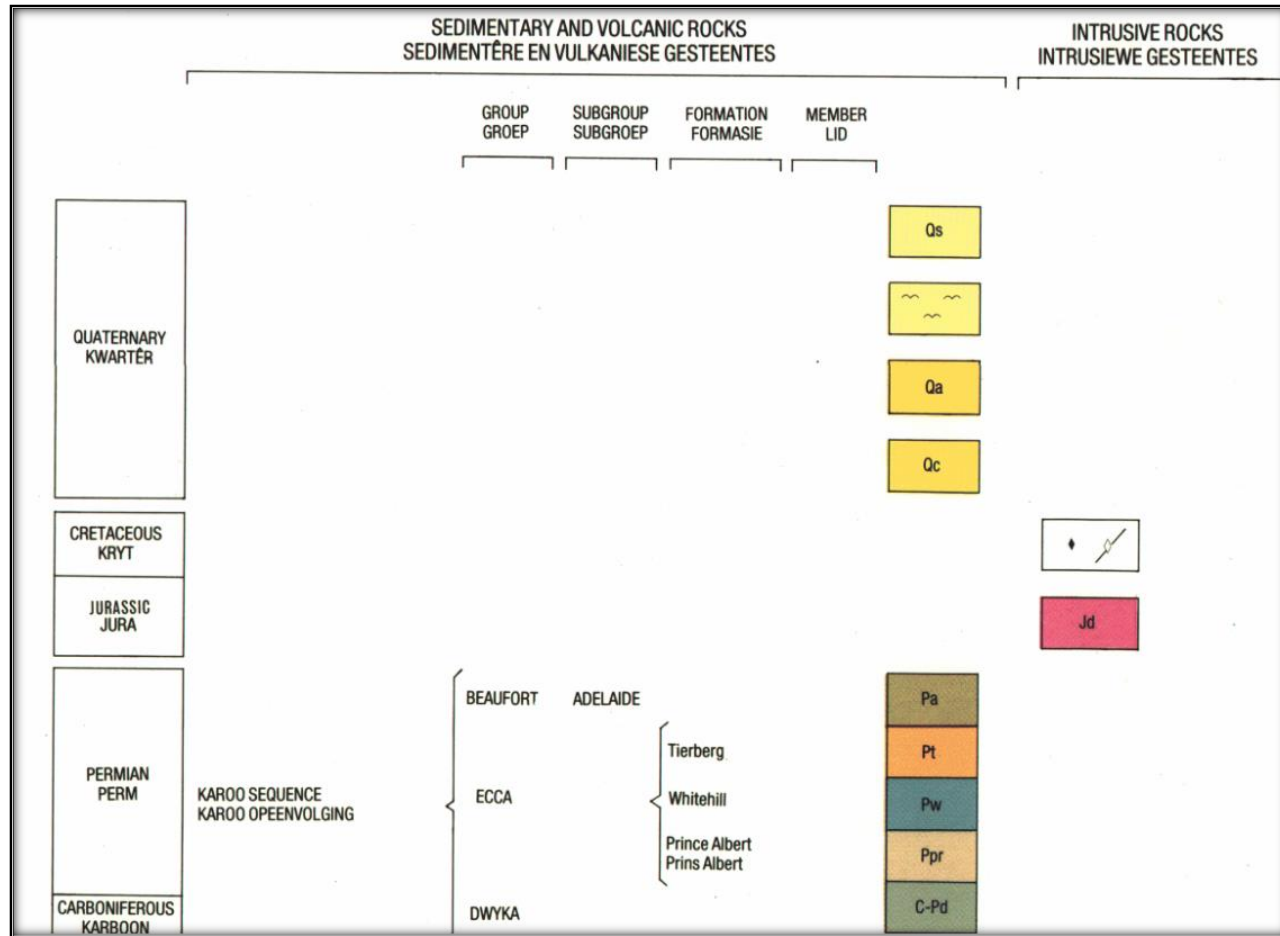 SEDIMENTARY AND VOLCANIC ROCKS
SEDIMENTÊRE EN VULKANIESE GESTEENTES
INTRUSIVE ROCKS
INTRUSIEWE GESTEENTES
GROUP
GROEP
SUBGROUP
SUBGROEP
FORMATION
FORMASIE
MEMBER
LID
QUATERNARY
KWARTÊR
Qs
Qa
Qc
CRETACEOUS
KRYT
JURASSIC
JURA
Jd
PERMIAN
PERM
KAROO SEQUENCE
KAROO OPEENVOLGING
BEAUFORT
ADELAIDE
Pa
Tierberg
Pt
ECCA
Whitehill
Pw
Prince Albert
Prins Albert
Ppr
CARBONIFEROUS
KARBOON
DWYKA
C-Pd